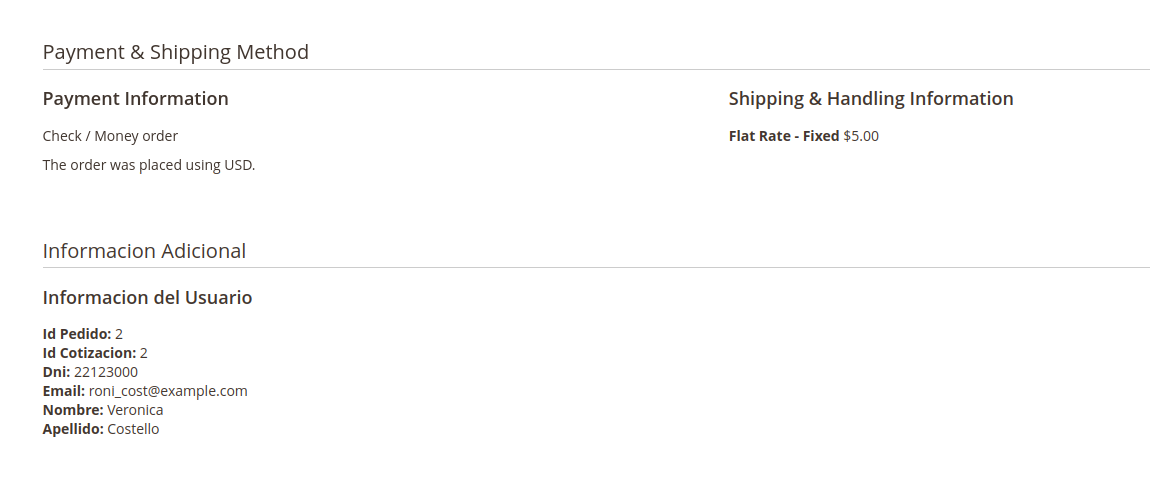 Payment & Shipping Method
Payment Information
Check / Money order
The order was placed using USD.
Shipping & Handling Information
Flat Rate - Fixed $5.00
Informacion Adicional
Informacion del Usuario
Id Pedido: 2
Id Cotizacion: 2
Dni: 22123000
Email: roni_cost@example.com
Nombre: Veronica
Apellido: Costello